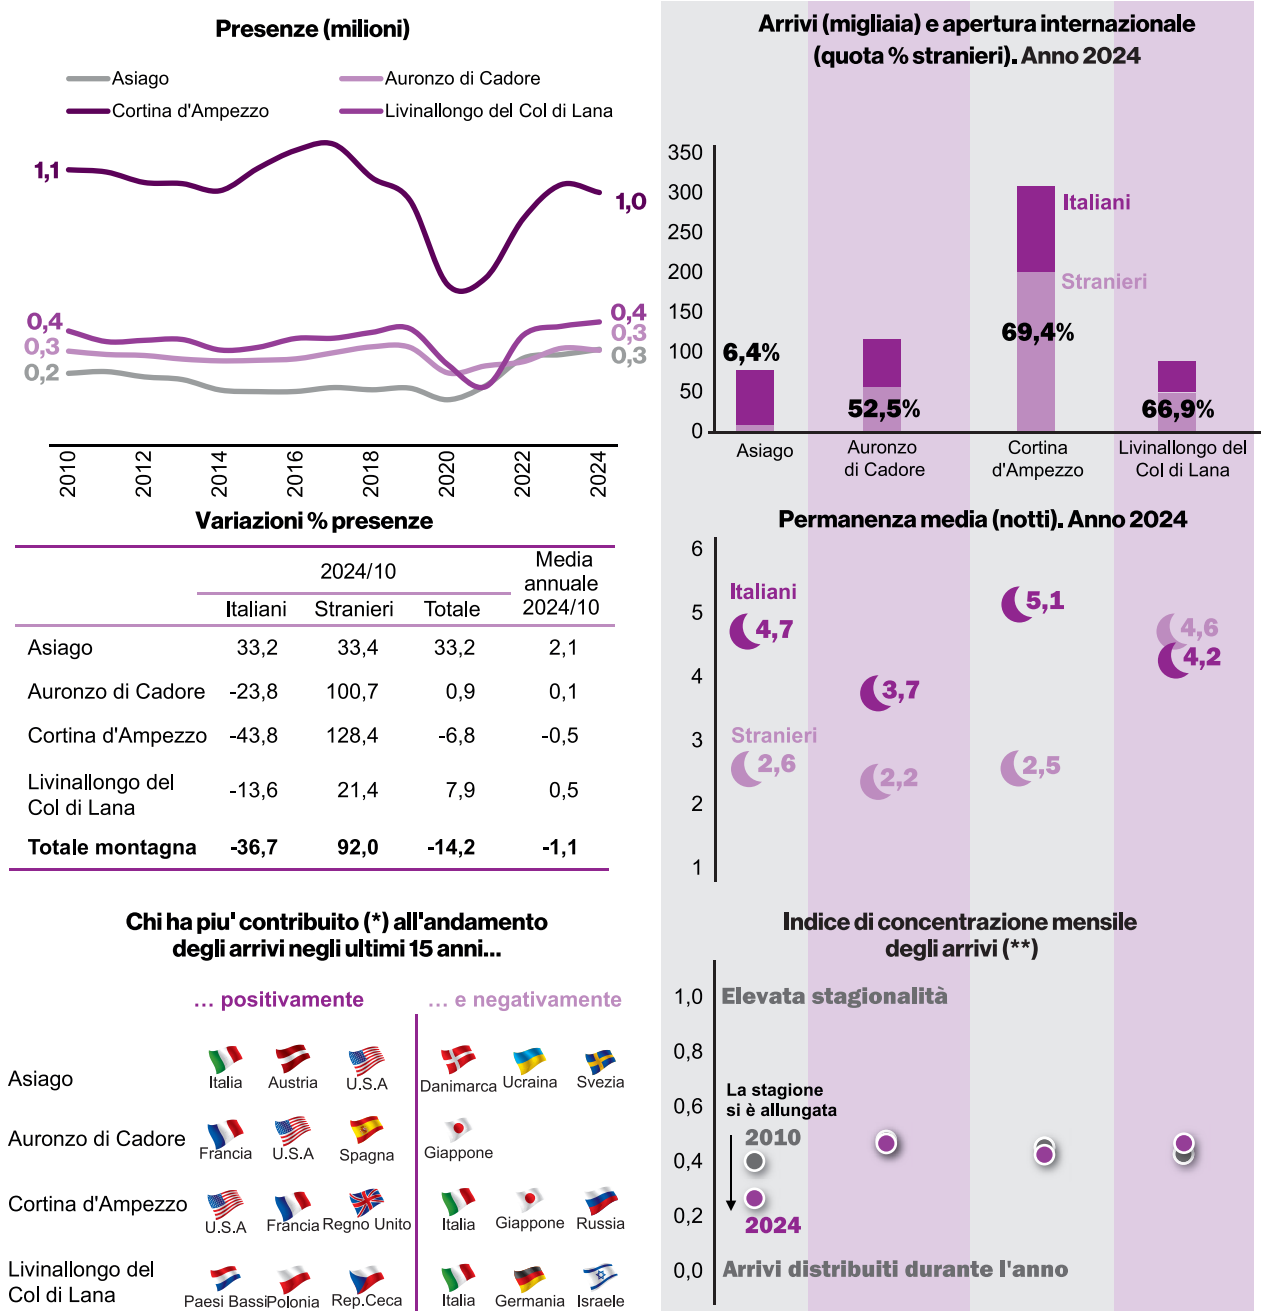 Presenze (milioni)
Asiago
Auronzo di Cadore
Cortina d'Ampezzo
Livinallongo del Col di Lana
1,1
1,0
0,4
0,3
0,2
0,4
0,3
0,3
2010
2012
2014
2016
2018
2020
2022
2024
Variazioni % presenze
2024/10
Media
annuale
2024/10
Italiani Stranieri Totale
Asiago 33,2 33,4 33,2 2,1
Auronzo di Cadore -23,8 100,7 0,9 0,1
Cortina d'Ampezzo -43,8 128,4 -6,8 -0,5
Livinallongo del
Col di Lana -13,6 21,4 7,9 0,5
Totale montagna -36,7 92,0 -14,2 -1,1
Chi ha piu' contribuito (*) all'andamento
degli arrivi negli ultimi 15 anni...
... positivamente
... e negativamente
Asiago
Italia Austria U.S.A Danimarca Ucraina Svezia
Auronzo di Cadore
Francia U.S.A Spagna Giappone
Cortina d'Ampezzo
U.S.A Francia Regno Unito Italia Giappone Russia
Livinallongo del
Col di Lana
Paesi Bassi Polonia Rep.Ceca Italia Germania Israele
Arrivi (migliaia) e apertura internazionale
(quota % stranieri). Anno 2024
350
300
250
200
150
100
50
0
Italiani
Stranieri
6,4%
52,5%
69,4%
66,9%
Asiago
Auronzo
di Cadore
Cortina
d'Ampezzo
Livinallongo del
Col di Lana
Permanenza media (notti). Anno 2024
6
5
4
3
2
1
Italiani
4,7
3,7
5,1
4,6
4,2
Stranieri
2,6
2,2
2,5
Indice di concentrazione mensile
degli arrivi (**)
1,0
0,8
0,6
0,4
0,2
0,0
Elevata stagionalità
La stagione
si è allungata
2010
2024
Arrivi distribuiti durante l'anno